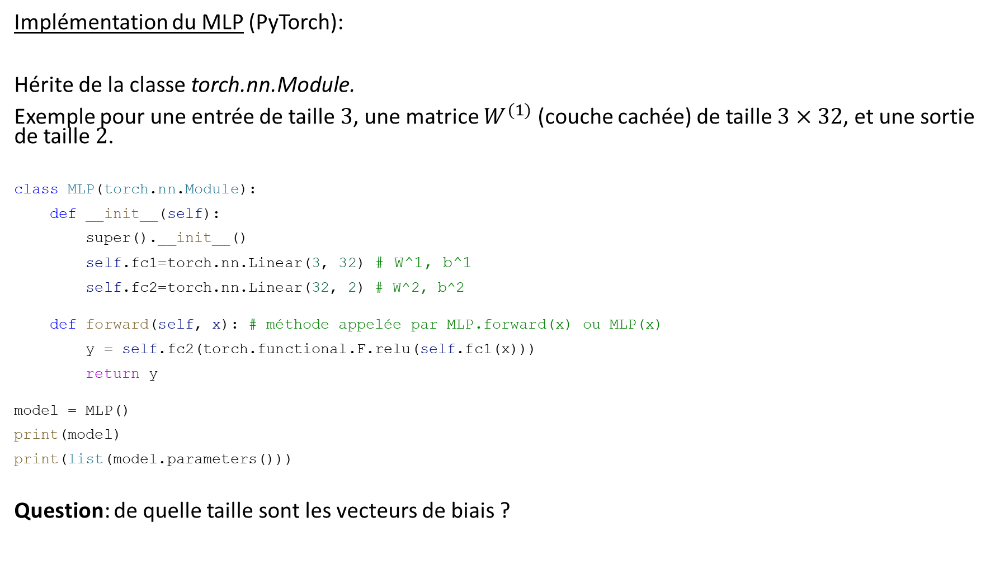 Implémentation du MLP (PyTorch):
Hérite de la classe torch.nn.Module.
Exemple pour une entrée de taille 3, une matrice W^(1) (couche cachée) de taille 3 × 32, et une sortie
de taille 2.
class MLP(torch.nn.Module):
    def __init__(self):
        super().__init__()
        self.fc1=torch.nn.Linear(3, 32) # W^1, b^1
        self.fc2=torch.nn.Linear(32, 2) # W^2, b^2
    def forward(self, x): # méthode appelée par MLP.forward(x) ou MLP(x)
        y = self.fc2(torch.functional.F.relu(self.fc1(x)))
        return y
model = MLP()
print(model)
print(list(model.parameters()))
Question: de quelle taille sont les vecteurs de biais ?